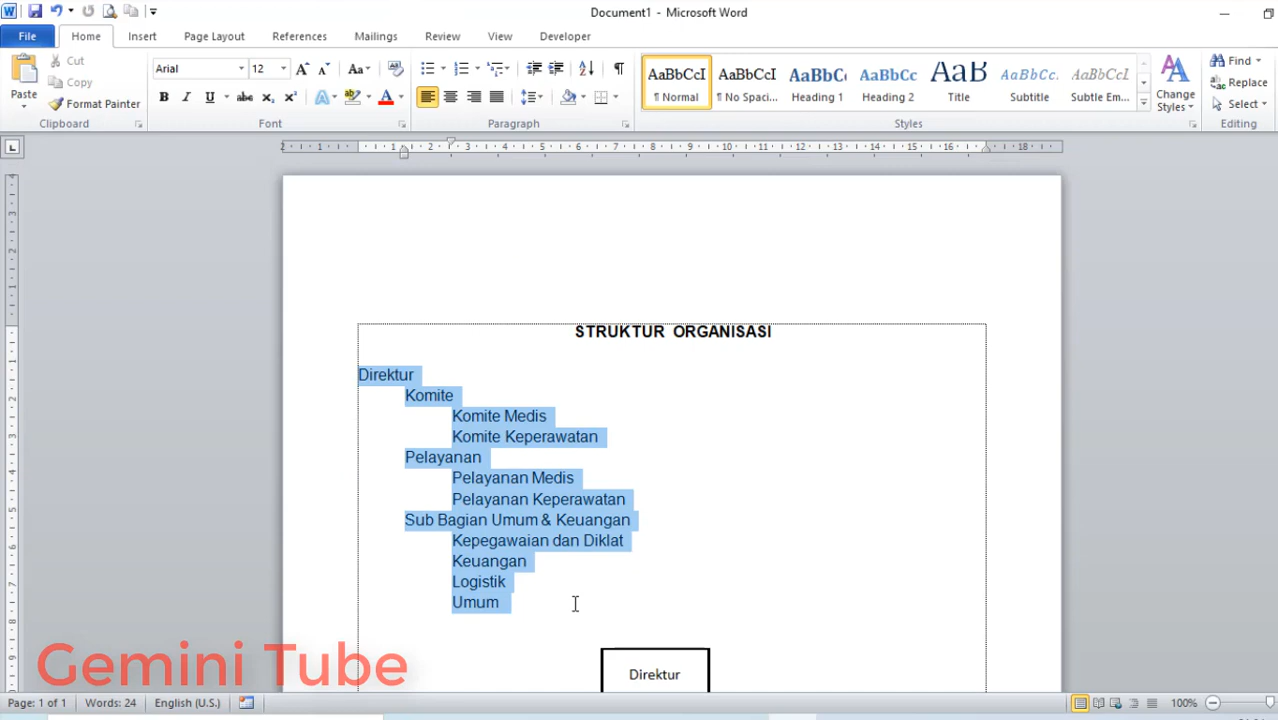 Document1 - Microsoft Word
File Home Insert Page Layout References Mailings Review View Developer
Paste
Cut
Copy
Format Painter
Clipboard
Arial 12
Font
Paragraph
AaBbCcI AaBbCcI AaBbCc AaBbCc AaB AaBbCc. AaBbCcI
¶ Normal ¶ No Spaci... Heading 1 Heading 2 Title Subtitle Subtle Em...
Styles
Change Styles
Find
Replace
Select
Editing
STRUKTUR ORGANISASI
Direktur
Komite
Komite Medis
Komite Keperawatan
Pelayanan
Pelayanan Medis
Pelayanan Keperawatan
Sub Bagian Umum & Keuangan
Kepegawaian dan Diklat
Keuangan
Logistik
Umum
Direktur
Gemini Tube
Page: 1 of 1 Words: 24 English (U.S.) 100%